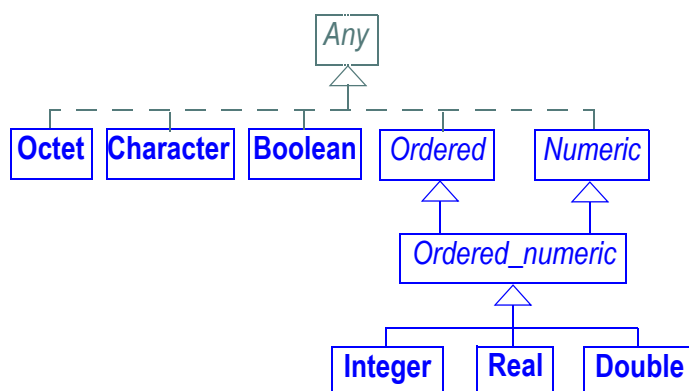 Any
Octet Character Boolean Ordered Numeric
Ordered_numeric
Integer Real Double